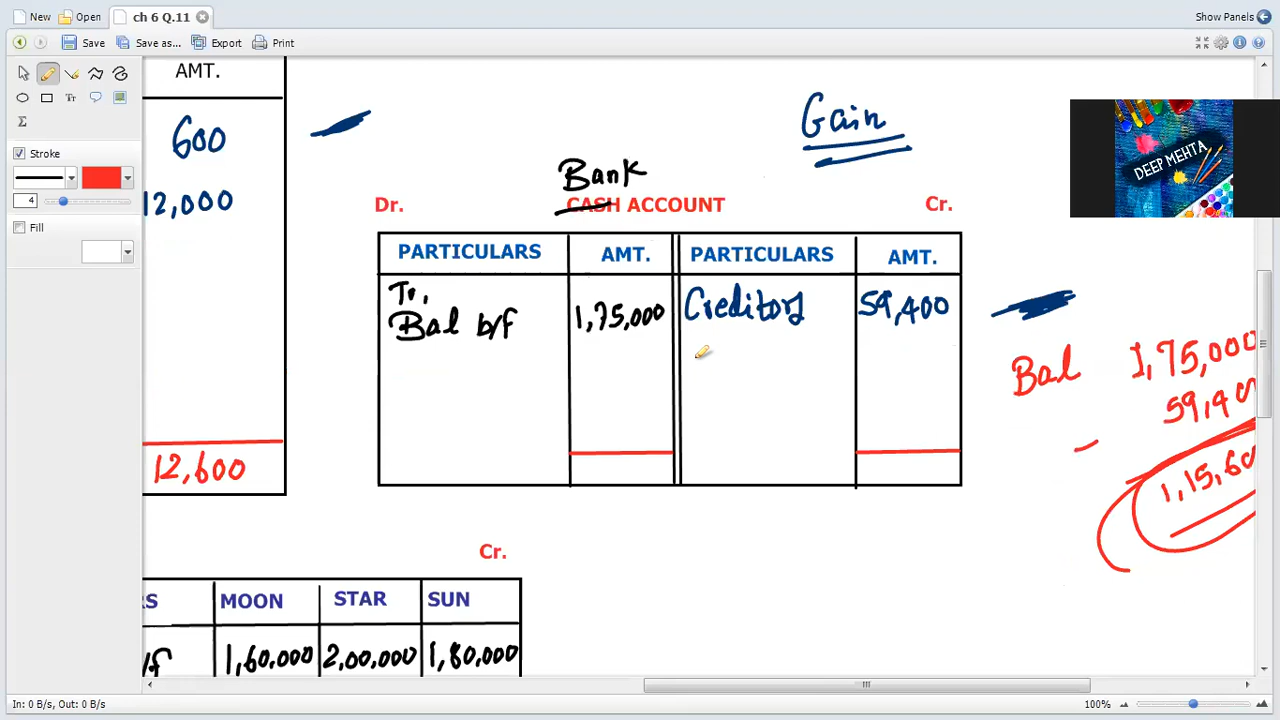 New Open ch 6 Q.11 Show Panels
Save Save as... Export Print
AMT.
600
12,000
12,600
Gain
DEEP MEHTA
Bank
Dr. CASH ACCOUNT Cr.
PARTICULARS AMT. PARTICULARS AMT.
Tr.
Bal b/f 1,75,000 Creditors 59,400
Bal 1,75,000
59,40
-
1,15,60
Stroke
4
Fill
Cr.
RS MOON STAR SUN
/f 1,60,000 2,00,000 1,80,000
In: 0 B/s, Out: 0 B/s 100%